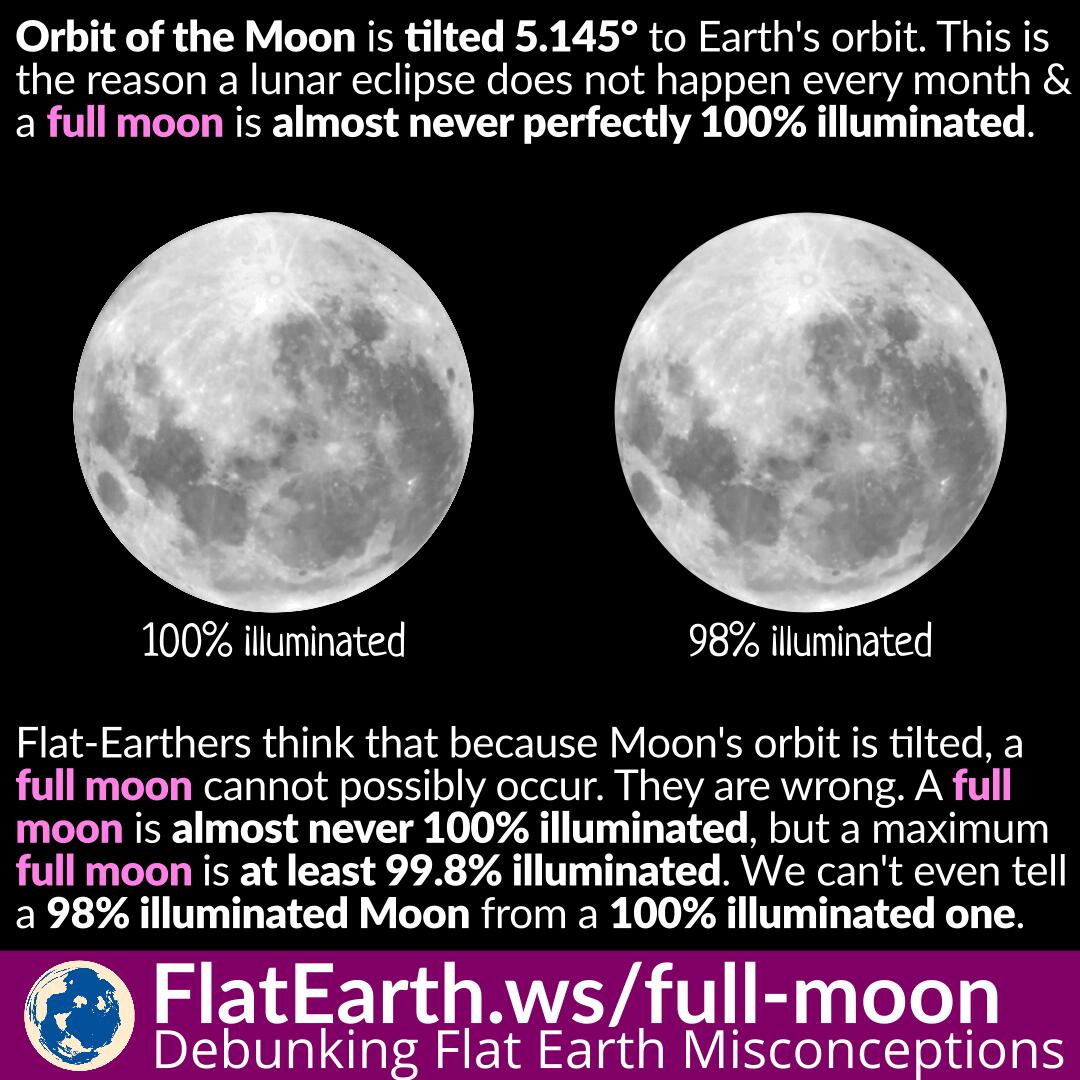 Orbit of the Moon is tilted 5.145° to Earth's orbit. This is
the reason a lunar eclipse does not happen every month &
a full moon is almost never perfectly 100% illuminated.
100% illuminated
98% illuminated
Flat-Earthers think that because Moon's orbit is tilted, a
full moon cannot possibly occur. They are wrong. A full
moon is almost never 100% illuminated, but a maximum
full moon is at least 99.8% illuminated. We can't even tell
a 98% illuminated Moon from a 100% illuminated one.
FlatEarth.ws/full-moon
Debunking Flat Earth Misconceptions